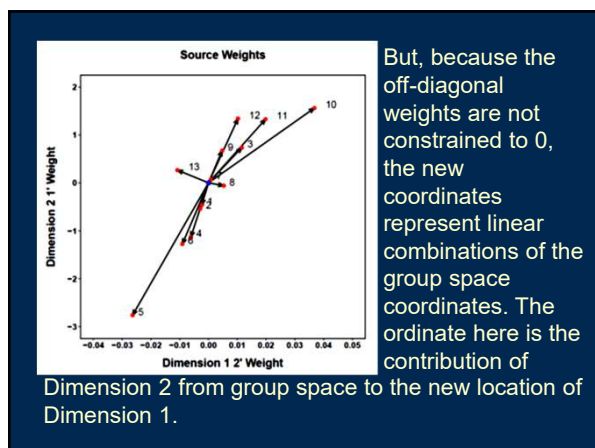 Source Weights
But, because the
off-diagonal
weights are not
constrained to 0,
the new
coordinates
represent linear
combinations of the
group space
coordinates. The
ordinate here is the
contribution of
Dimension 2 from group space to the new location of
Dimension 1.
2
1
0
−1
−2
−3
Dimension 2 1' Weight
10
12
11
9
3
13
8
1
2
4
6
5
−0.04 −0.03 −0.02 −0.01 0.00 0.01 0.02 0.03 0.04 0.05
Dimension 1 2' Weight